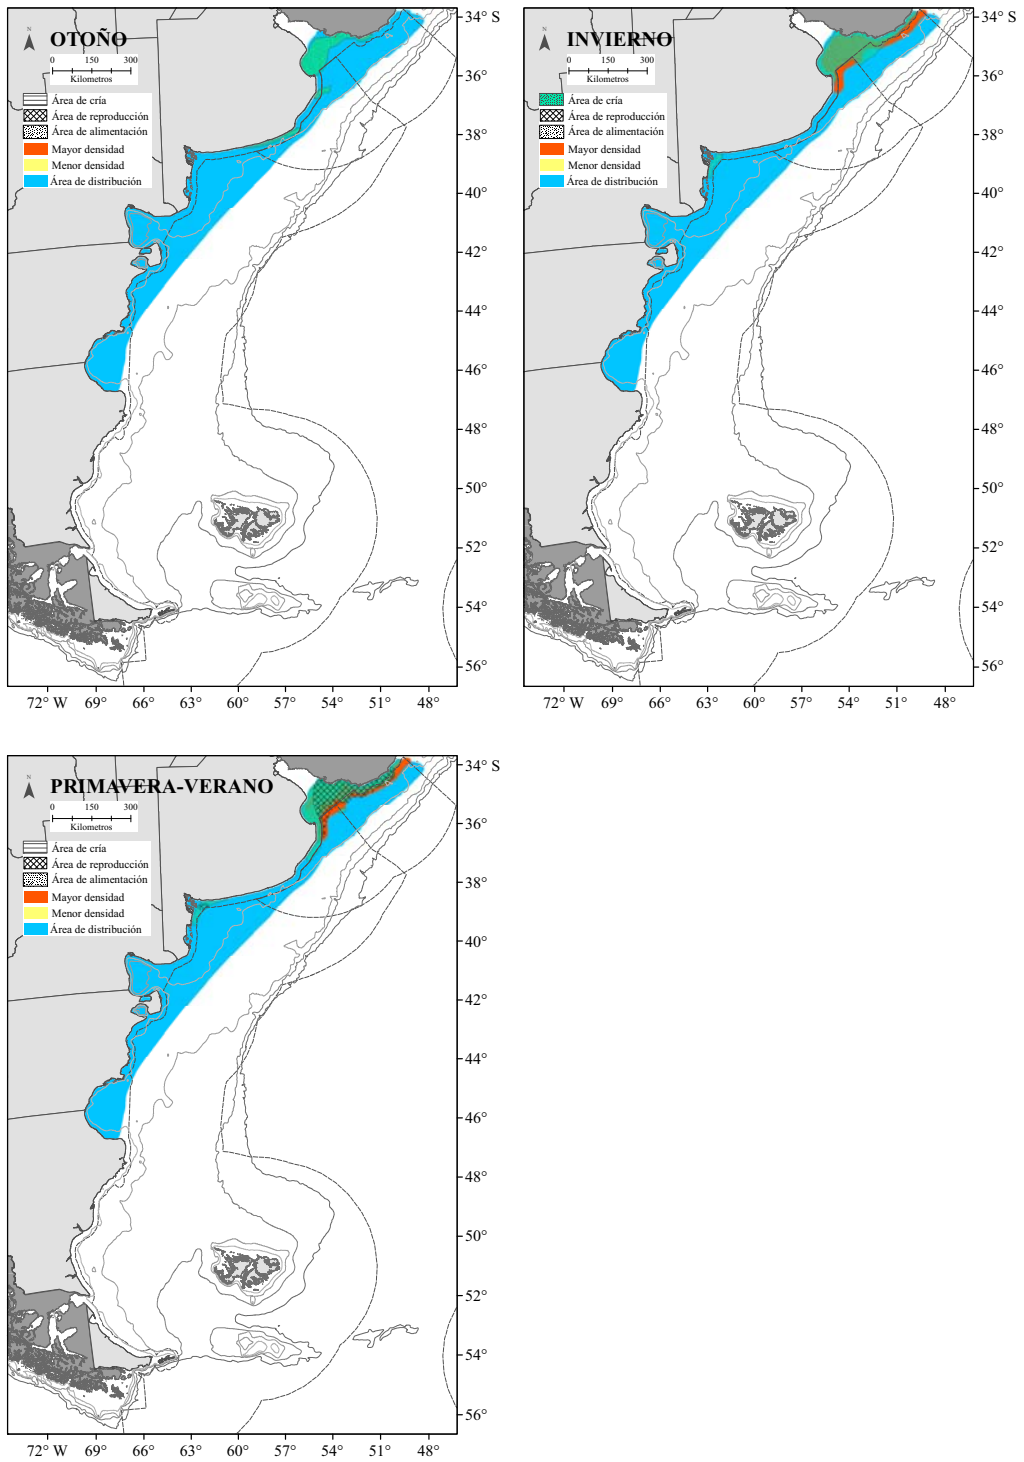 OTOÑO
N
0 150 300
Kilometros
Área de cría
Área de reproducción
Área de alimentación
Mayor densidad
Menor densidad
Área de distribución
34° S
36°
38°
40°
42°
44°
46°
48°
50°
52°
54°
56°
72° W 69° 66° 63° 60° 57° 54° 51° 48°
INVIERNO
N
0 150 300
Kilometros
Área de cría
Área de reproducción
Área de alimentación
Mayor densidad
Menor densidad
Área de distribución
34° S
36°
38°
40°
42°
44°
46°
48°
50°
52°
54°
56°
72° W 69° 66° 63° 60° 57° 54° 51° 48°
PRIMAVERA-VERANO
N
0 150 300
Kilometros
Área de cría
Área de reproducción
Área de alimentación
Mayor densidad
Menor densidad
Área de distribución
34° S
36°
38°
40°
42°
44°
46°
48°
50°
52°
54°
56°
72° W 69° 66° 63° 60° 57° 54° 51° 48°